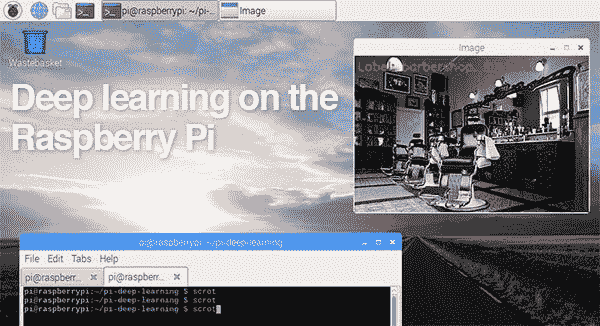 pi@raspberrypi: ~/pi-...
Image
Wastebasket
Image
Label: barbershop,
Deep learning on the
Raspberry Pi
pi@raspberrypi: ~/pi-deep-learning
File Edit Tabs Help
pi@raspberr...
pi@raspberr...
pi@raspberrypi:~/pi-deep-learning $ scrot
pi@raspberrypi:~/pi-deep-learning $ scrot
pi@raspberrypi:~/pi-deep-learning $ scrot